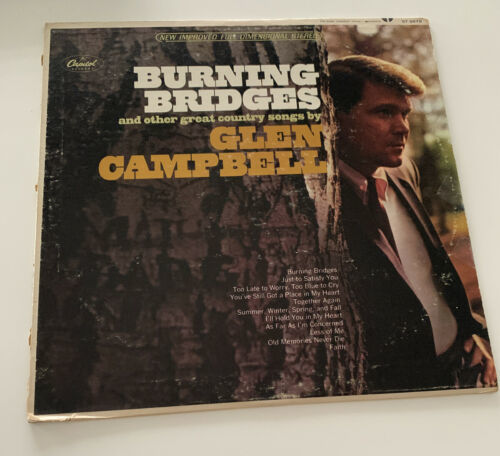 NEW IMPROVED FULL DIMENSIONAL STEREO
Capitol
RECORDS
BURNING
BRIDGES
and other great country songs by
GLEN
CAMPBELL
Burning Bridges
Just to Satisfy You
Too Late to Worry, Too Blue to Cry
You've Still Got a Place in My Heart
Together Again
Summer, Winter, Spring, and Fall
I'll Hold You in My Heart
As Far As I'm Concerned
Less of Me
Old Memories Never Die
Faith